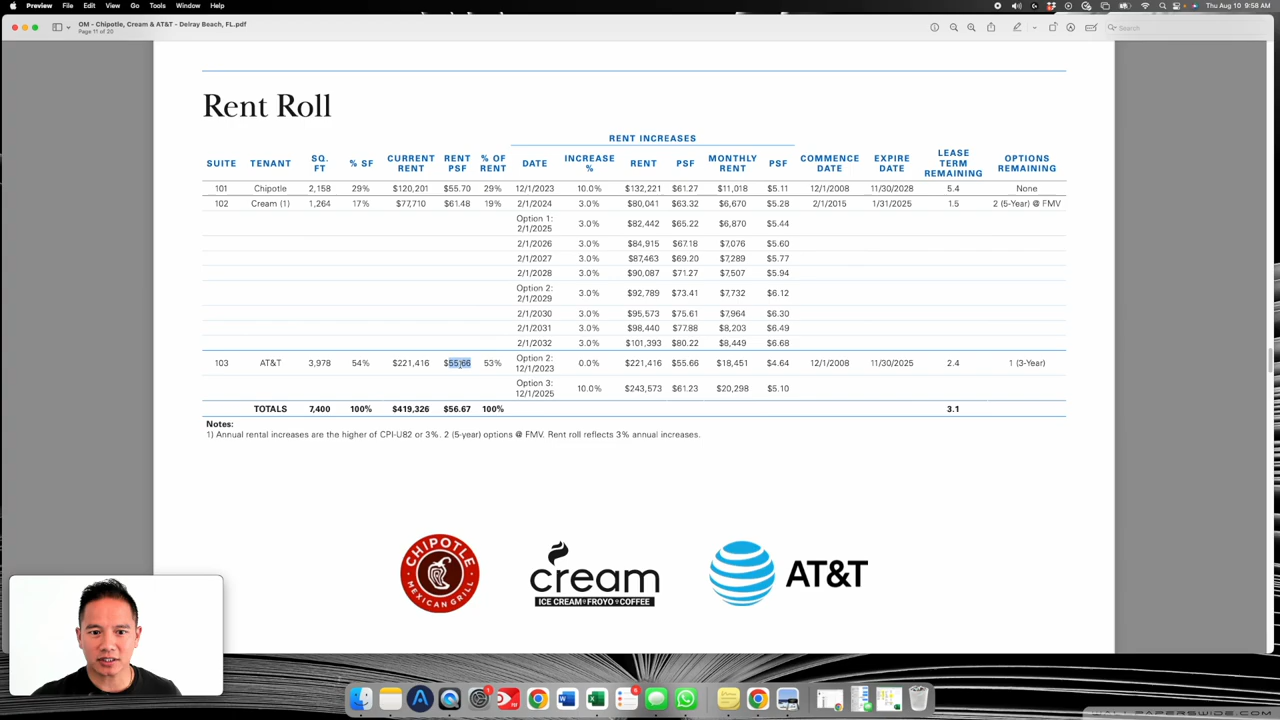 Preview File Edit View Go Tools Window Help Thu Aug 10 9:58 AM
OM - Chipotle, Cream & AT&T - Delray Beach, FL.pdf
Page 11 of 20
Search
Rent Roll
RENT INCREASES
SUITE TENANT SQ. FT % SF CURRENT RENT RENT PSF % OF RENT DATE INCREASE % RENT PSF MONTHLY RENT PSF COMMENCE DATE EXPIRE DATE LEASE TERM REMAINING OPTIONS REMAINING
101 Chipotle 2,158 29% $120,201 $55.70 29% 12/1/2023 10.0% $132,221 $61.27 $11,018 $5.11 12/1/2008 11/30/2028 5.4 None
102 Cream (1) 1,264 17% $77,710 $61.48 19% 2/1/2024 3.0% $80,041 $63.32 $6,670 $5.28 2/1/2015 1/31/2025 1.5 2 (5-Year) @ FMV
Option 1: 2/1/2025 3.0% $82,442 $65.22 $6,870 $5.44
2/1/2026 3.0% $84,915 $67.18 $7,076 $5.60
2/1/2027 3.0% $87,463 $69.20 $7,289 $5.77
2/1/2028 3.0% $90,087 $71.27 $7,507 $5.94
Option 2: 2/1/2029 3.0% $92,789 $73.41 $7,732 $6.12
2/1/2030 3.0% $95,573 $75.61 $7,964 $6.30
2/1/2031 3.0% $98,440 $77.88 $8,203 $6.49
2/1/2032 3.0% $101,393 $80.22 $8,449 $6.68
103 AT&T 3,978 54% $221,416 $55.66 53% Option 2: 12/1/2023 0.0% $221,416 $55.66 $18,451 $4.64 12/1/2008 11/30/2025 2.4 1 (3-Year)
Option 3: 12/1/2025 10.0% $243,573 $61.23 $20,298 $5.10
TOTALS 7,400 100% $419,326 $56.67 100% 3.1
Notes:
1) Annual rental increases are the higher of CPI-U82 or 3%. 2 (5-year) options @ FMV. Rent roll reflects 3% annual increases.
CHIPOTLE
MEXICAN GRILL
cream
ICE CREAM FROYO COFFEE
AT&T